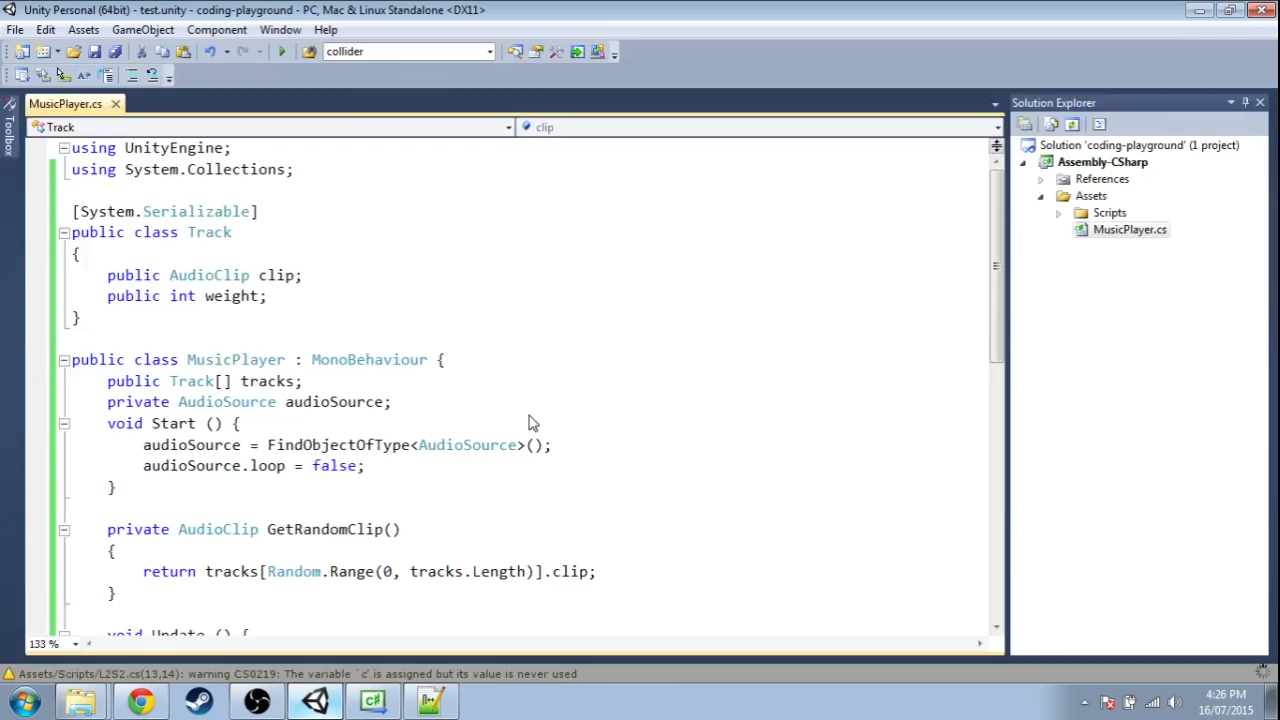 Unity Personal (64bit) - test.unity - coding-playground - PC, Mac & Linux Standalone <DX11>
File Edit Assets GameObject Component Window Help
collider
MusicPlayer.cs
Track
clip
Toolbox
using UnityEngine;
using System.Collections;
[System.Serializable]
public class Track
{
public AudioClip clip;
public int weight;
}
public class MusicPlayer : MonoBehaviour {
public Track[] tracks;
private AudioSource audioSource;
void Start () {
audioSource = FindObjectOfType<AudioSource>();
audioSource.loop = false;
}
private AudioClip GetRandomClip()
{
return tracks[Random.Range(0, tracks.Length)].clip;
}
void Update () {
133 %
Solution Explorer
Solution 'coding-playground' (1 project)
Assembly-CSharp
References
Assets
Scripts
MusicPlayer.cs
Assets/Scripts/L2S2.cs(13,14): warning CS0219: The variable `c' is assigned but its value is never used
4:26 PM
16/07/2015